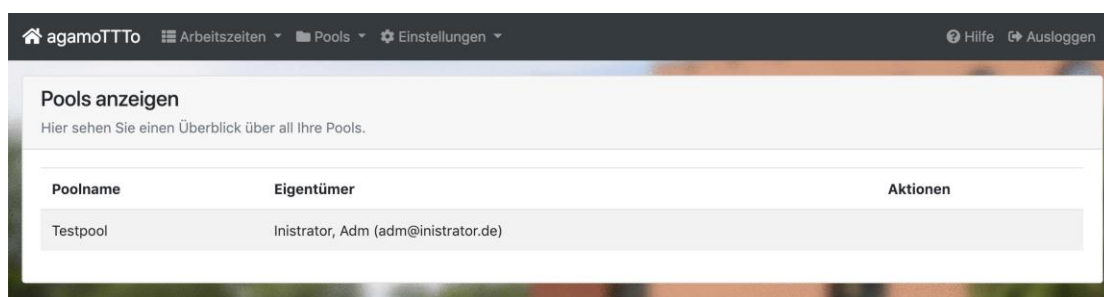 agamoTTTo Arbeitszeiten Pools Einstellungen Hilfe Ausloggen
Pools anzeigen
Hier sehen Sie einen Überblick über all Ihre Pools.
Poolname Eigentümer Aktionen
Testpool Inistrator, Adm (adm@inistrator.de)